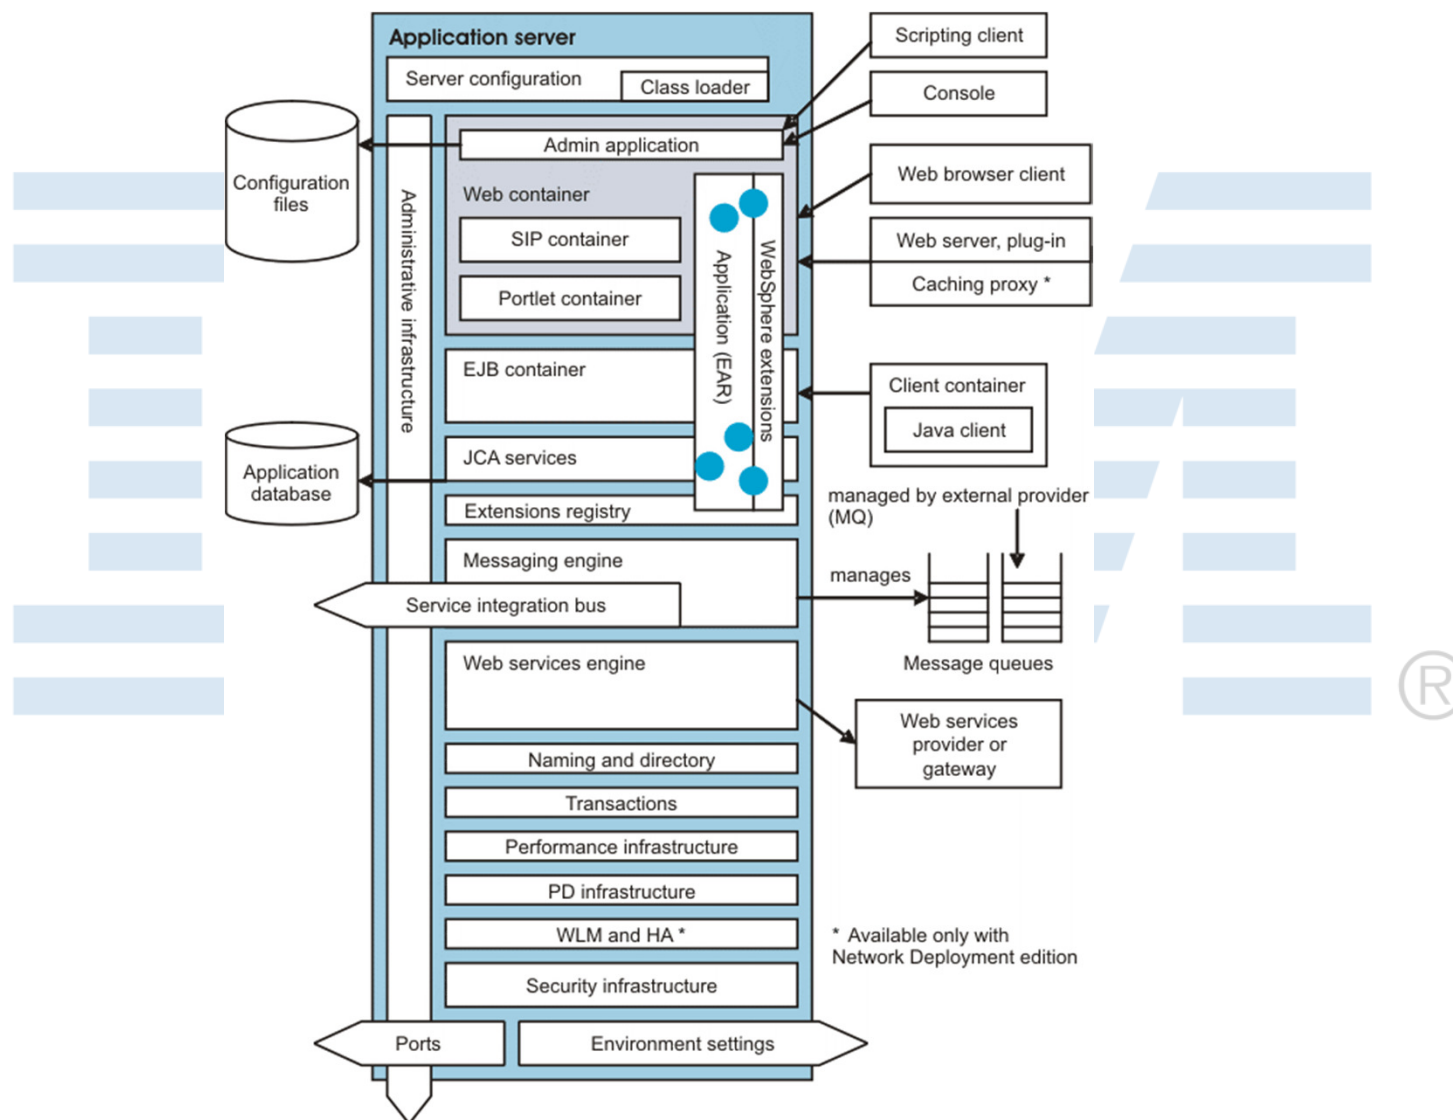 Application server
Server configuration
Class loader
Scripting client
Console
Admin application
Configuration
files
Administrative infrastructure
Web container
SIP container
Portlet container
Application (EAR)
WebSphere extensions
Web browser client
Web server, plug-in
Caching proxy *
EJB container
Client container
Java client
JCA services
Application
database
Extensions registry
managed by external provider
(MQ)
Messaging engine
manages
Service integration bus
Message queues
Web services engine
Web services
provider or
gateway
Naming and directory
Transactions
Performance infrastructure
PD infrastructure
WLM and HA *
* Available only with
Network Deployment edition
Security infrastructure
Ports
Environment settings
®